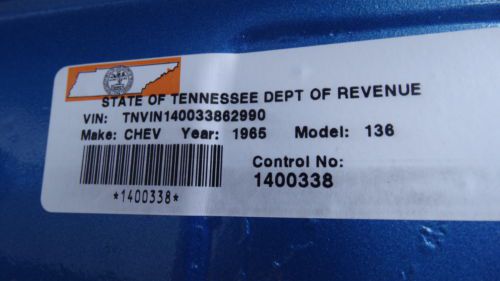 STATE OF TENNESSEE DEPT OF REVENUE
VIN: TNVIN140033862990
Make: CHEV Year: 1965 Model: 136
Control No:
1400338
*1400338*